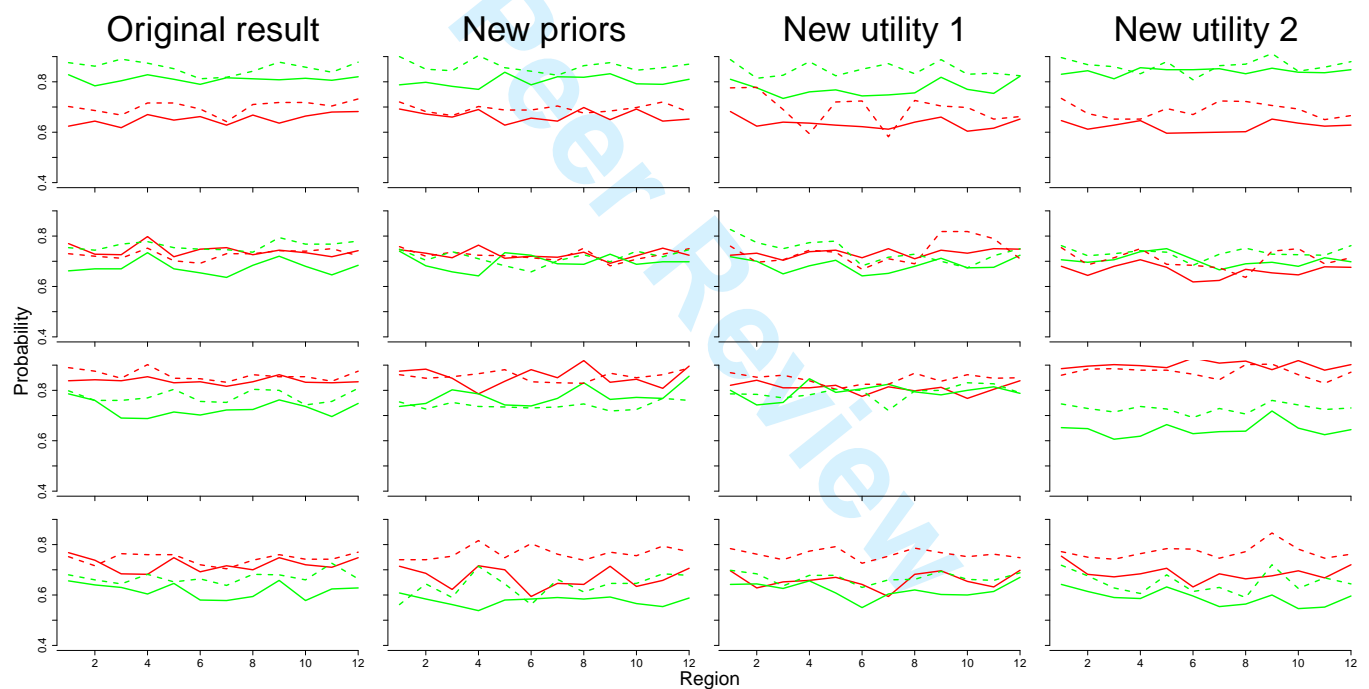 Original result New priors New utility 1 New utility 2
Peer Review
Probability
0.4 0.6 0.8
0.4 0.6 0.8
0.4 0.6 0.8
0.4 0.6 0.8
2 4 6 8 10 12 2 4 6 8 10 12 2 4 6 8 10 12 2 4 6 8 10 12
Region